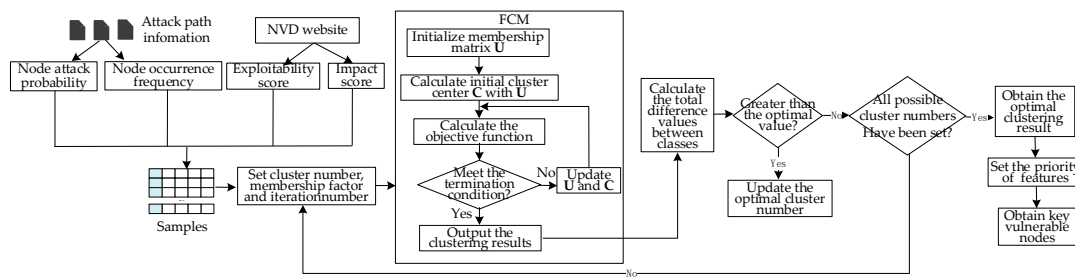 Attack path
infomation
NVD website
Node attack
probability
Node occurrence
frequency
Exploitability
score
Impact
score
...
Samples
Set cluster number,
membership factor
and iterationnumber
FCM
Initialize membership
matrix U
Calculate initial cluster
center C with U
Calculate the
objective function
Meet the
termination
condition?
No
Update
U and C
Yes
Output the
clustering results
Calculate
the total
difference
values
between
classes
Greater than
the optimal
value?
No
Yes
Update the
optimal cluster
number
All possible
cluster numbers
Have been set?
Yes
No
Obtain the
optimal
clustering
result
Set the priority
of features
Obtain key
vulnerable
nodes